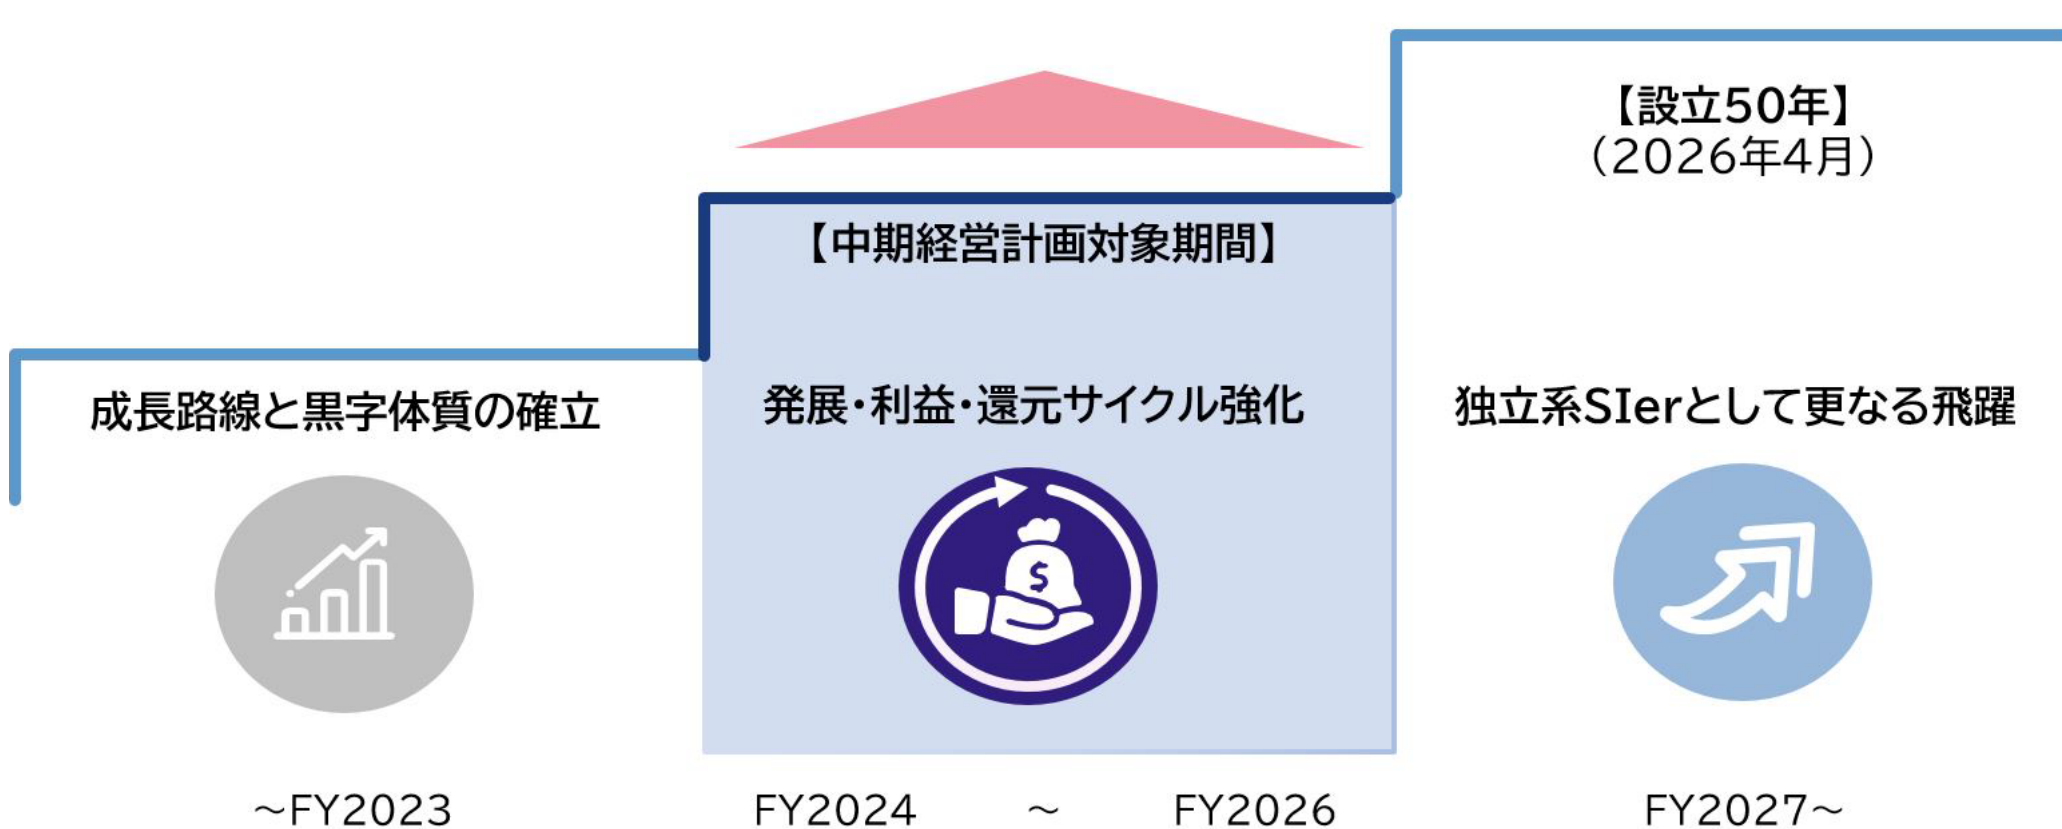 【設立50年】
（2026年4月）
【中期経営計画対象期間】
成長路線と黒字体質の確立
発展・利益・還元サイクル強化
独立系SIerとして更なる飛躍
$
～FY2023
FY2024 ～ FY2026
FY2027～